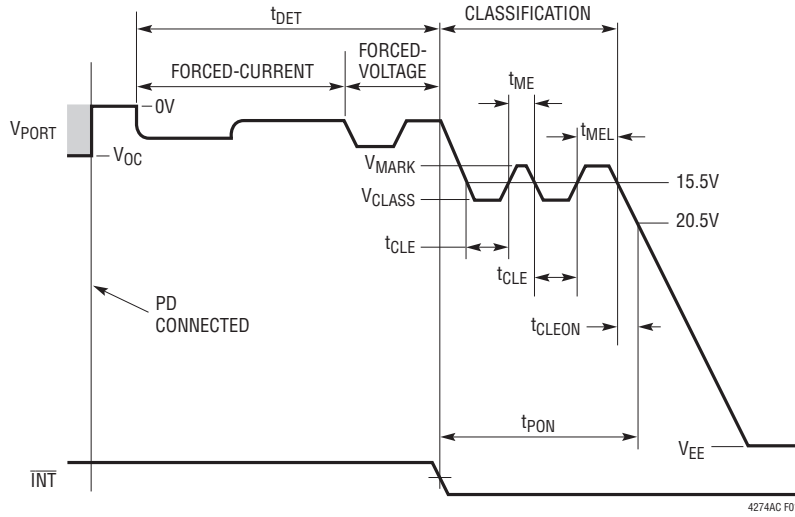 tDET
CLASSIFICATION
FORCED-CURRENT
FORCED-
VOLTAGE
tME
0V
tMEL
VPORT
VOC
VMARK
15.5V
VCLASS
20.5V
tCLE
tCLE
PD
CONNECTED
tCLEON
tPON
VEE
INT
4274AC F0